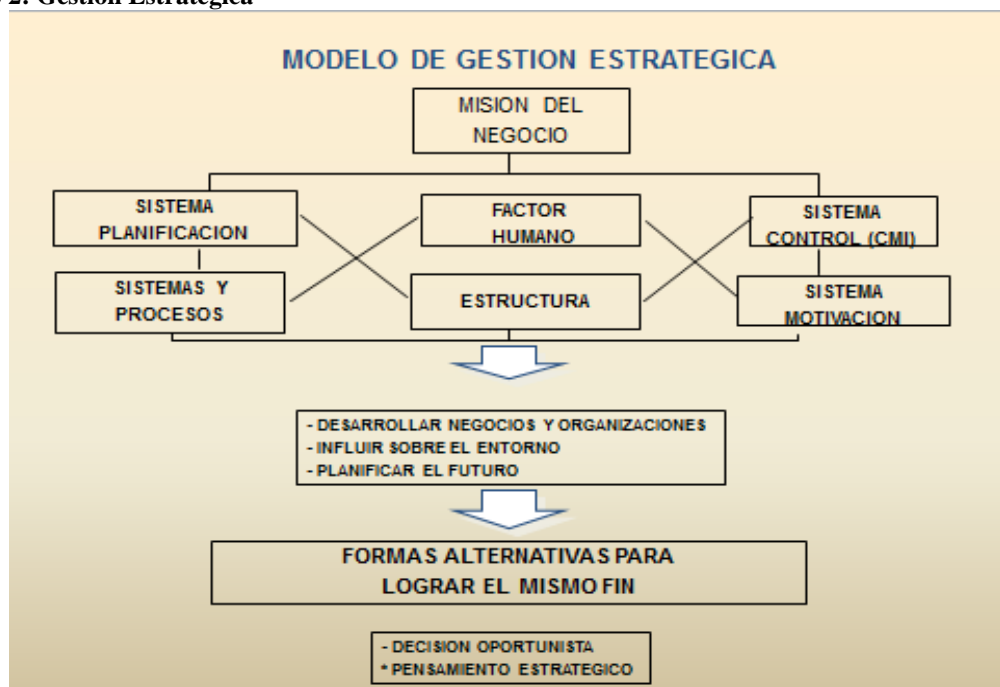 2: Gestión Estratégica
MODELO DE GESTION ESTRATEGICA
MISION DEL
NEGOCIO
SISTEMA
PLANIFICACION
FACTOR
HUMANO
SISTEMA
CONTROL (CMI)
SISTEMAS Y
PROCESOS
ESTRUCTURA
SISTEMA
MOTIVACION
- DESARROLLAR NEGOCIOS Y ORGANIZACIONES
- INFLUIR SOBRE EL ENTORNO
- PLANIFICAR EL FUTURO
FORMAS ALTERNATIVAS PARA
LOGRAR EL MISMO FIN
- DECISION OPORTUNISTA
* PENSAMIENTO ESTRATEGICO